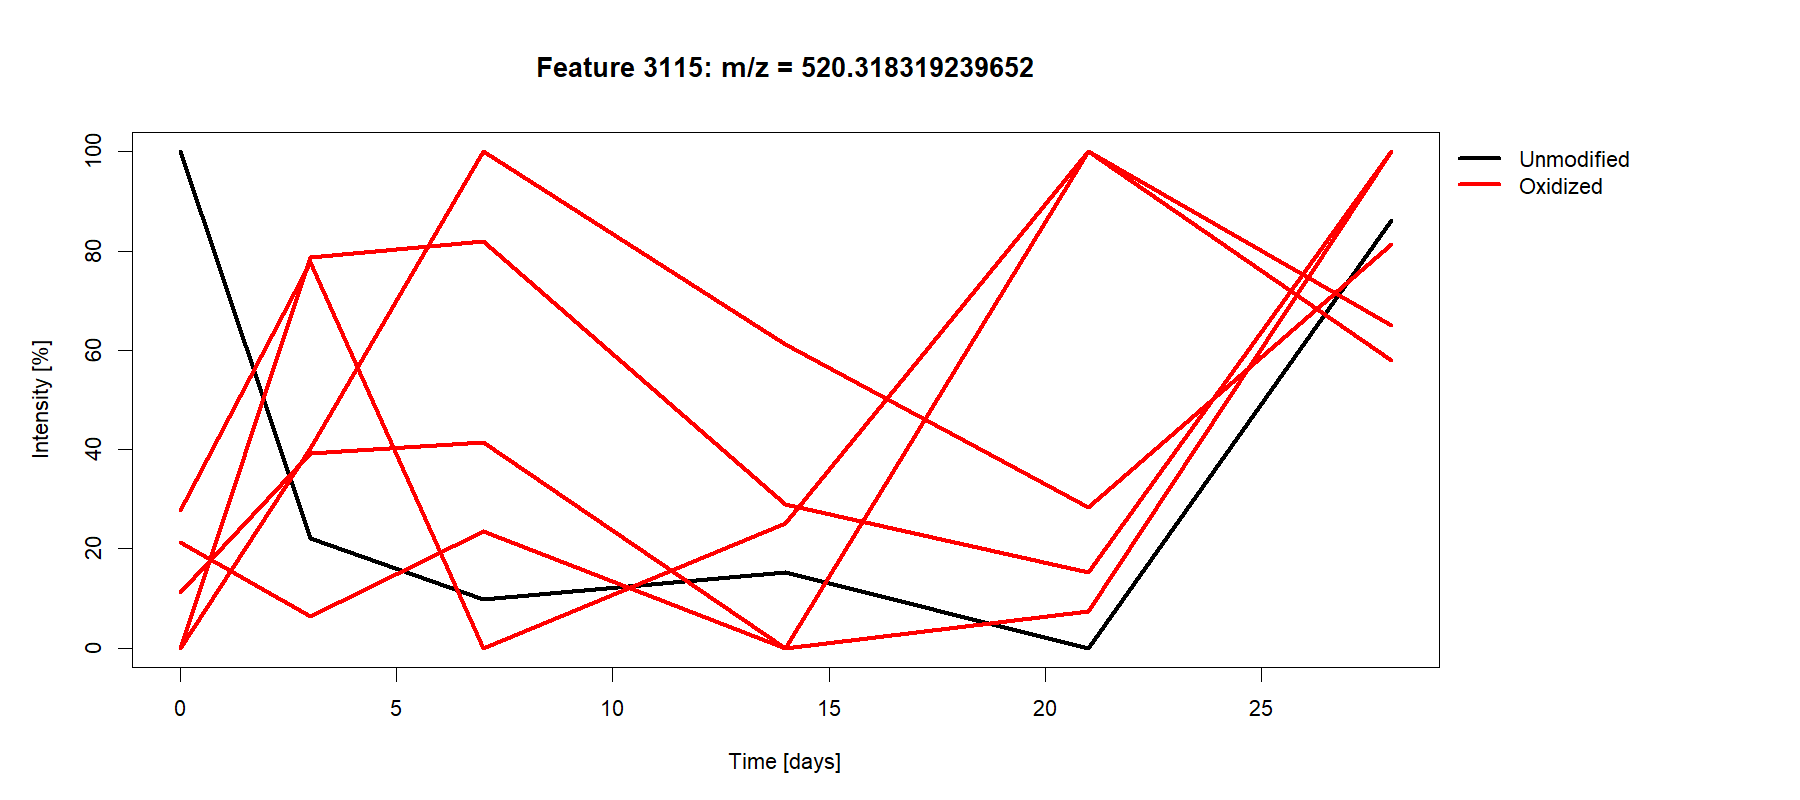 Feature 3115: m/z = 520.318319239652
Unmodified
Oxidized
Intensity [%]
100
80
60
40
20
0
0 5 10 15 20 25
Time [days]